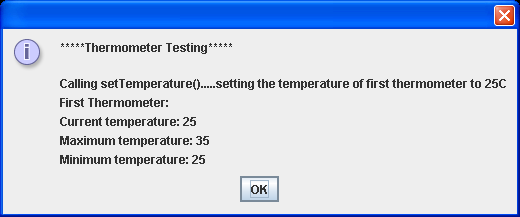 *****Thermometer Testing*****
Calling setTemperature().....setting the temperature of first thermometer to 25C
First Thermometer:
Current temperature: 25
Maximum temperature: 35
Minimum temperature: 25
OK